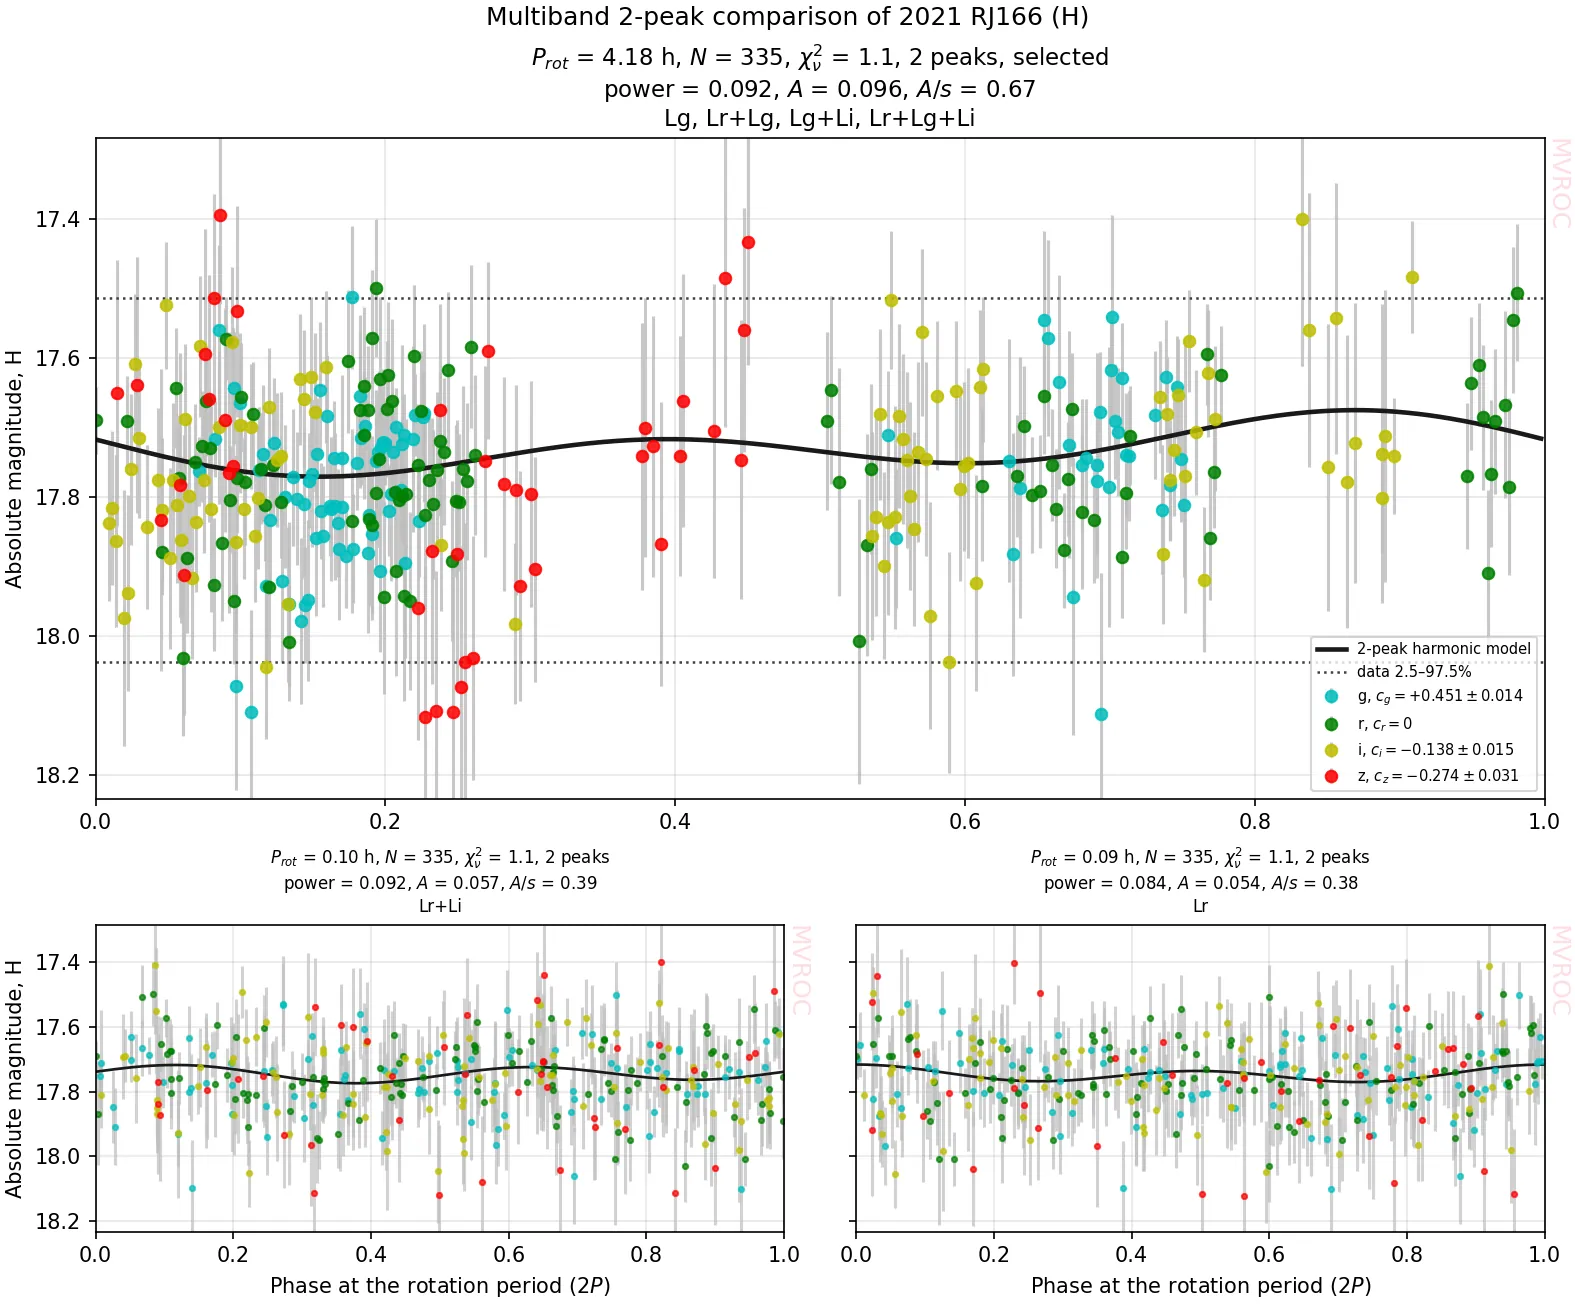 Multiband 2-peak comparison of 2021 RJ166 (H)
P_rot = 4.18 h, N = 335, χ²_ν = 1.1, 2 peaks, selected
power = 0.092, A = 0.096, A/s = 0.67
Lg, Lr+Lg, Lg+Li, Lr+Lg+Li
MVROC
Absolute magnitude, H
17.4
17.6
17.8
18.0
18.2
2-peak harmonic model
data 2.5–97.5%
g, c_g = +0.451 ± 0.014
r, c_r = 0
i, c_i = −0.138 ± 0.015
z, c_z = −0.274 ± 0.031
0.0 0.2 0.4 0.6 0.8 1.0
P_rot = 0.10 h, N = 335, χ²_ν = 1.1, 2 peaks
power = 0.092, A = 0.057, A/s = 0.39
Lr+Li
MVROC
Absolute magnitude, H
17.4
17.6
17.8
18.0
18.2
0.0 0.2 0.4 0.6 0.8 1.0
Phase at the rotation period (2P)
P_rot = 0.09 h, N = 335, χ²_ν = 1.1, 2 peaks
power = 0.084, A = 0.054, A/s = 0.38
Lr
MVROC
0.0 0.2 0.4 0.6 0.8 1.0
Phase at the rotation period (2P)